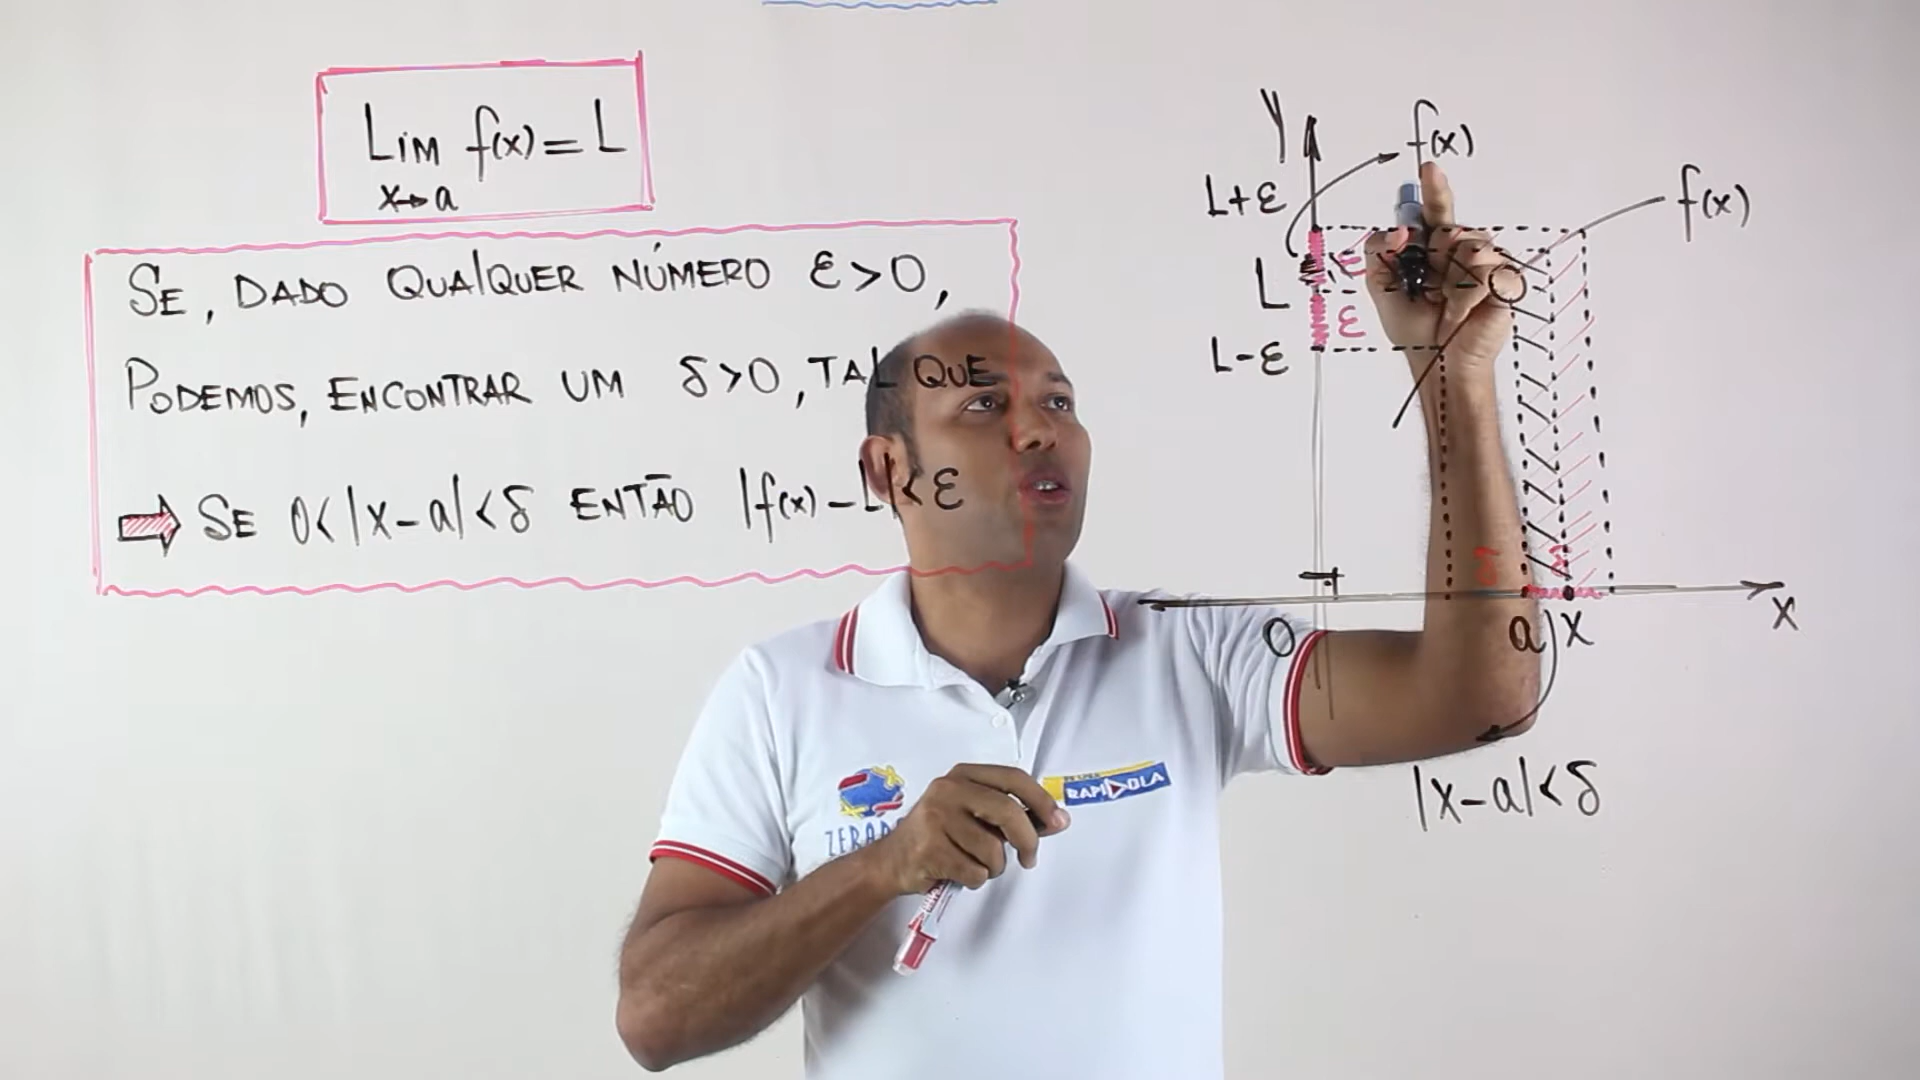 Lim f(x) = L
x→a
SE, DADO QUALQUER NÚMERO ε > 0,
PODEMOS, ENCONTRAR UM δ > 0, TAL QUE
⇒ SE 0 < |x - a| < δ ENTÃO |f(x) - L| < ε
Y
f(x)
L+ε
f(x)
ε
L
ε
L-ε
δ
δ
0
a
x
X
|x - a| < δ
RAPIDOLA